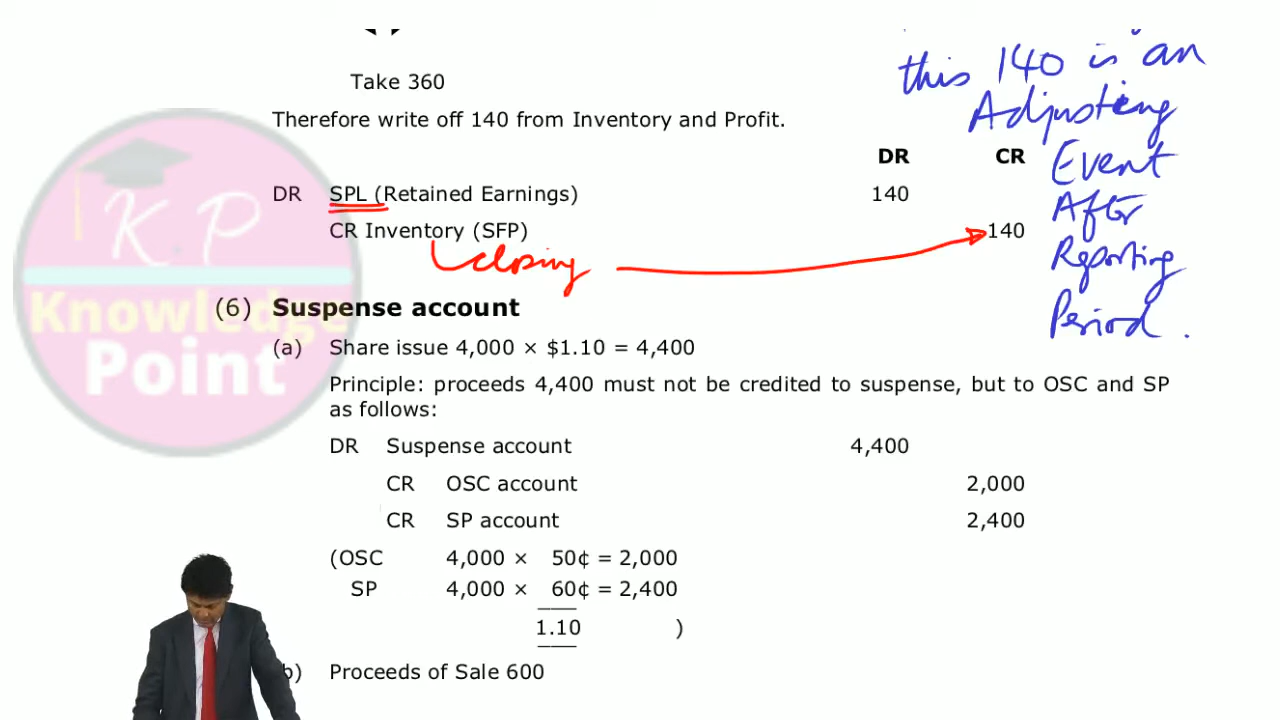 this 140 is an
Take 360
Adjusting
Therefore write off 140 from Inventory and Profit.
DR CR
Event
DR SPL (Retained Earnings) 140
After
CR Inventory (SFP) 140
closing
Reporting
K.P
Knowledge
Point
(6) Suspense account
Period.
(a) Share issue 4,000 × $1.10 = 4,400
Principle: proceeds 4,400 must not be credited to suspense, but to OSC and SP
as follows:
DR Suspense account 4,400
CR OSC account 2,000
CR SP account 2,400
(OSC 4,000 × 50¢ = 2,000
SP 4,000 × 60¢ = 2,400
1.10 )
b) Proceeds of Sale 600